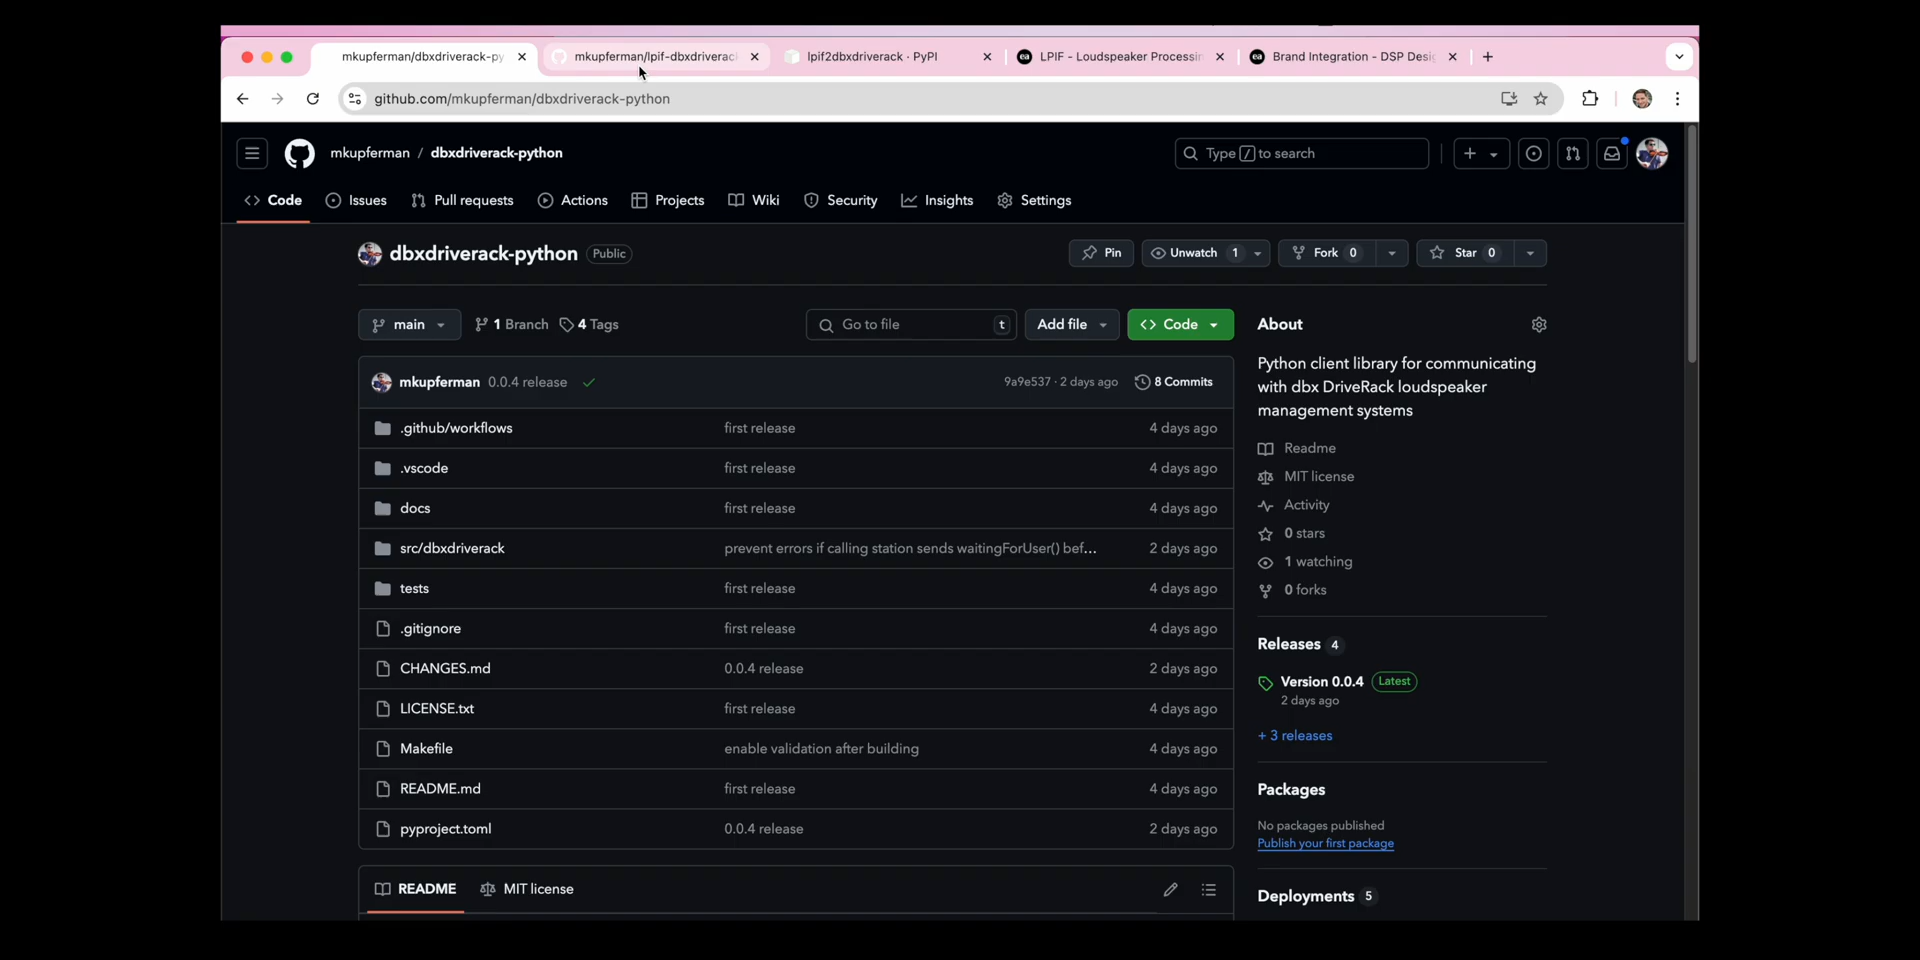 mkupferman/dbxdriverack-py
mkupferman/lpif-dbxdriverac
lpif2dbxdriverack · PyPI
LPIF - Loudspeaker Processin
Brand Integration - DSP Desi
github.com/mkupferman/dbxdriverack-python
mkupferman / dbxdriverack-python
Type / to search
Code
Issues
Pull requests
Actions
Projects
Wiki
Security
Insights
Settings
dbxdriverack-python Public
Pin
Unwatch 1
Fork 0
Star 0
main
1 Branch
4 Tags
Go to file t
Add file
Code
mkupferman 0.0.4 release
9a9e537 · 2 days ago
8 Commits
.github/workflows first release 4 days ago
.vscode first release 4 days ago
docs first release 4 days ago
src/dbxdriverack prevent errors if calling station sends waitingForUser() bef... 2 days ago
tests first release 4 days ago
.gitignore first release 4 days ago
CHANGES.md 0.0.4 release 2 days ago
LICENSE.txt first release 4 days ago
Makefile enable validation after building 4 days ago
README.md first release 4 days ago
pyproject.toml 0.0.4 release 2 days ago
README
MIT license
About
Python client library for communicating
with dbx DriveRack loudspeaker
management systems
Readme
MIT license
Activity
0 stars
1 watching
0 forks
Releases 4
Version 0.0.4 Latest
2 days ago
+ 3 releases
Packages
No packages published
Publish your first package
Deployments 5